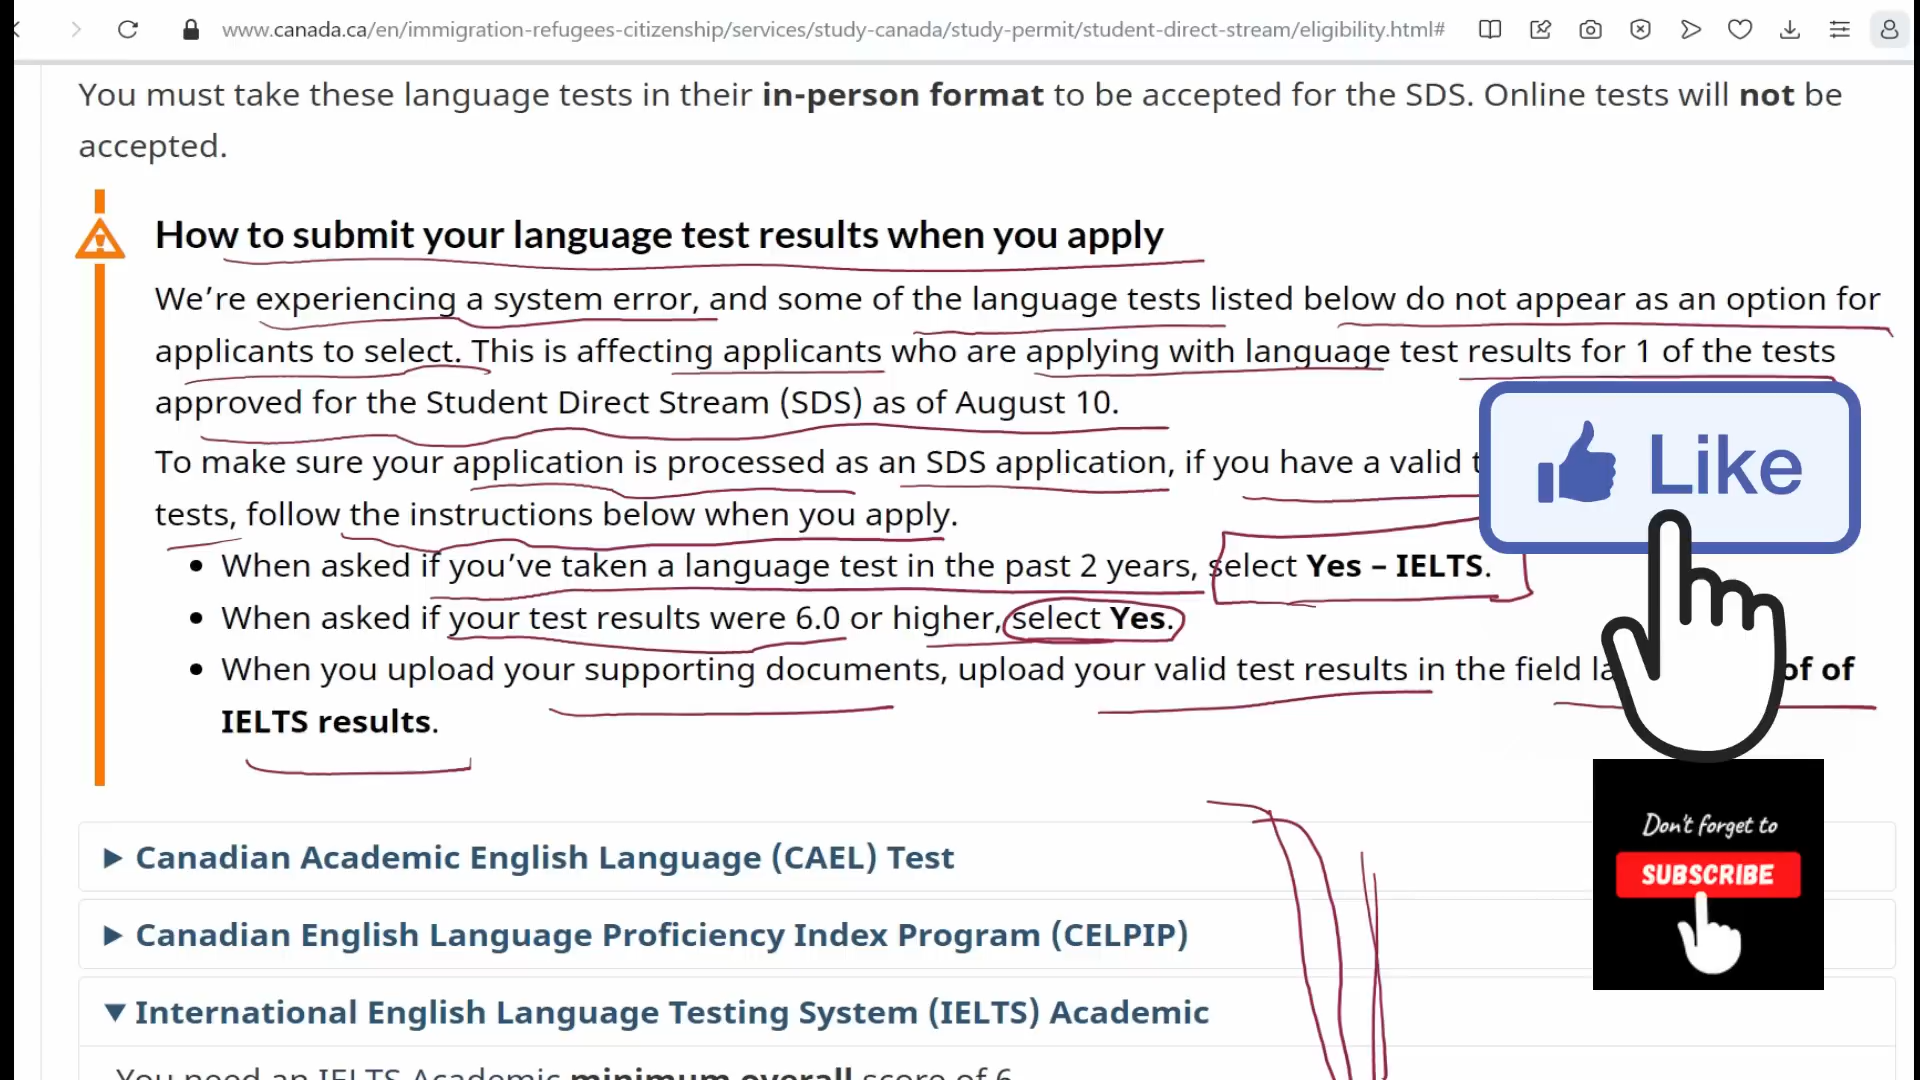 www.canada.ca/en/immigration-refugees-citizenship/services/study-canada/study-permit/student-direct-stream/eligibility.html#
You must take these language tests in their in-person format to be accepted for the SDS. Online tests will not be
accepted.
How to submit your language test results when you apply
We're experiencing a system error, and some of the language tests listed below do not appear as an option for
applicants to select. This is affecting applicants who are applying with language test results for 1 of the tests
approved for the Student Direct Stream (SDS) as of August 10.
To make sure your application is processed as an SDS application, if you have a valid
tests, follow the instructions below when you apply.
Like
• When asked if you've taken a language test in the past 2 years, select Yes – IELTS.
• When asked if your test results were 6.0 or higher, select Yes.
• When you upload your supporting documents, upload your valid test results in the field of
IELTS results.
Don't forget to
SUBSCRIBE
▶ Canadian Academic English Language (CAEL) Test
▶ Canadian English Language Proficiency Index Program (CELPIP)
▼ International English Language Testing System (IELTS) Academic
You need an IELTS Academic minimum overall score of 6